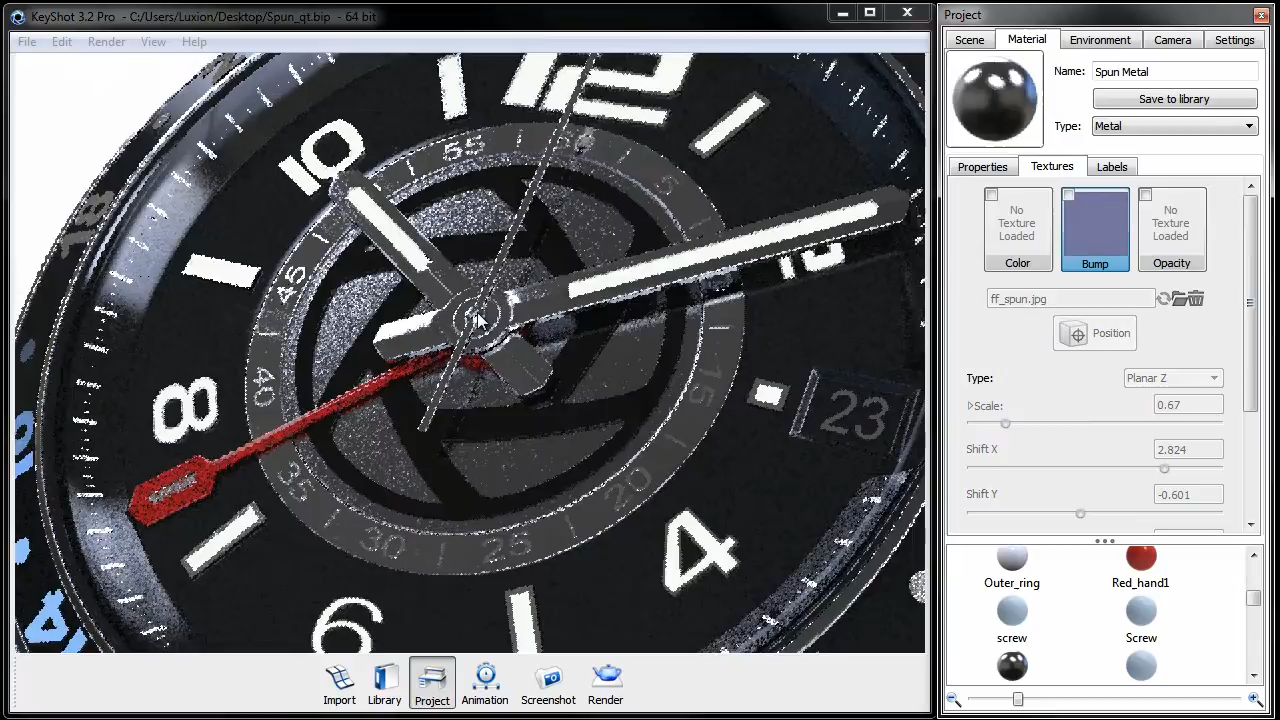 KeyShot 3.2 Pro - C:/Users/Luxion/Desktop/Spun_qt.bip - 64 bit
File Edit Render View Help
10
55
5
45
40
8
15
23
35
20
30
25
4
6
Import Library Project Animation Screenshot Render
Project
Scene Material Environment Camera Settings
Name: Spun Metal
Save to library
Type: Metal
Properties Textures Labels
No Texture Loaded
Color
Bump
No Texture Loaded
Opacity
ff_spun.jpg
Position
Type: Planar Z
Scale: 0.67
Shift X 2.824
Shift Y -0.601
Outer_ring Red_hand1
screw Screw